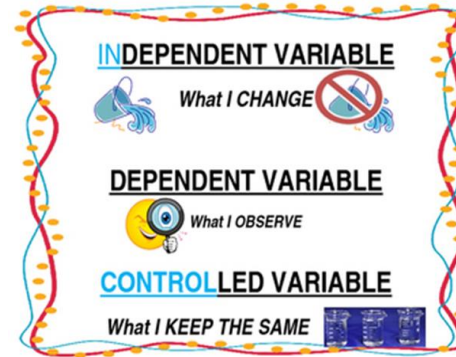 INDEPENDENT VARIABLE
What I CHANGE
DEPENDENT VARIABLE
What I OBSERVE
CONTROLLED VARIABLE
What I KEEP THE SAME